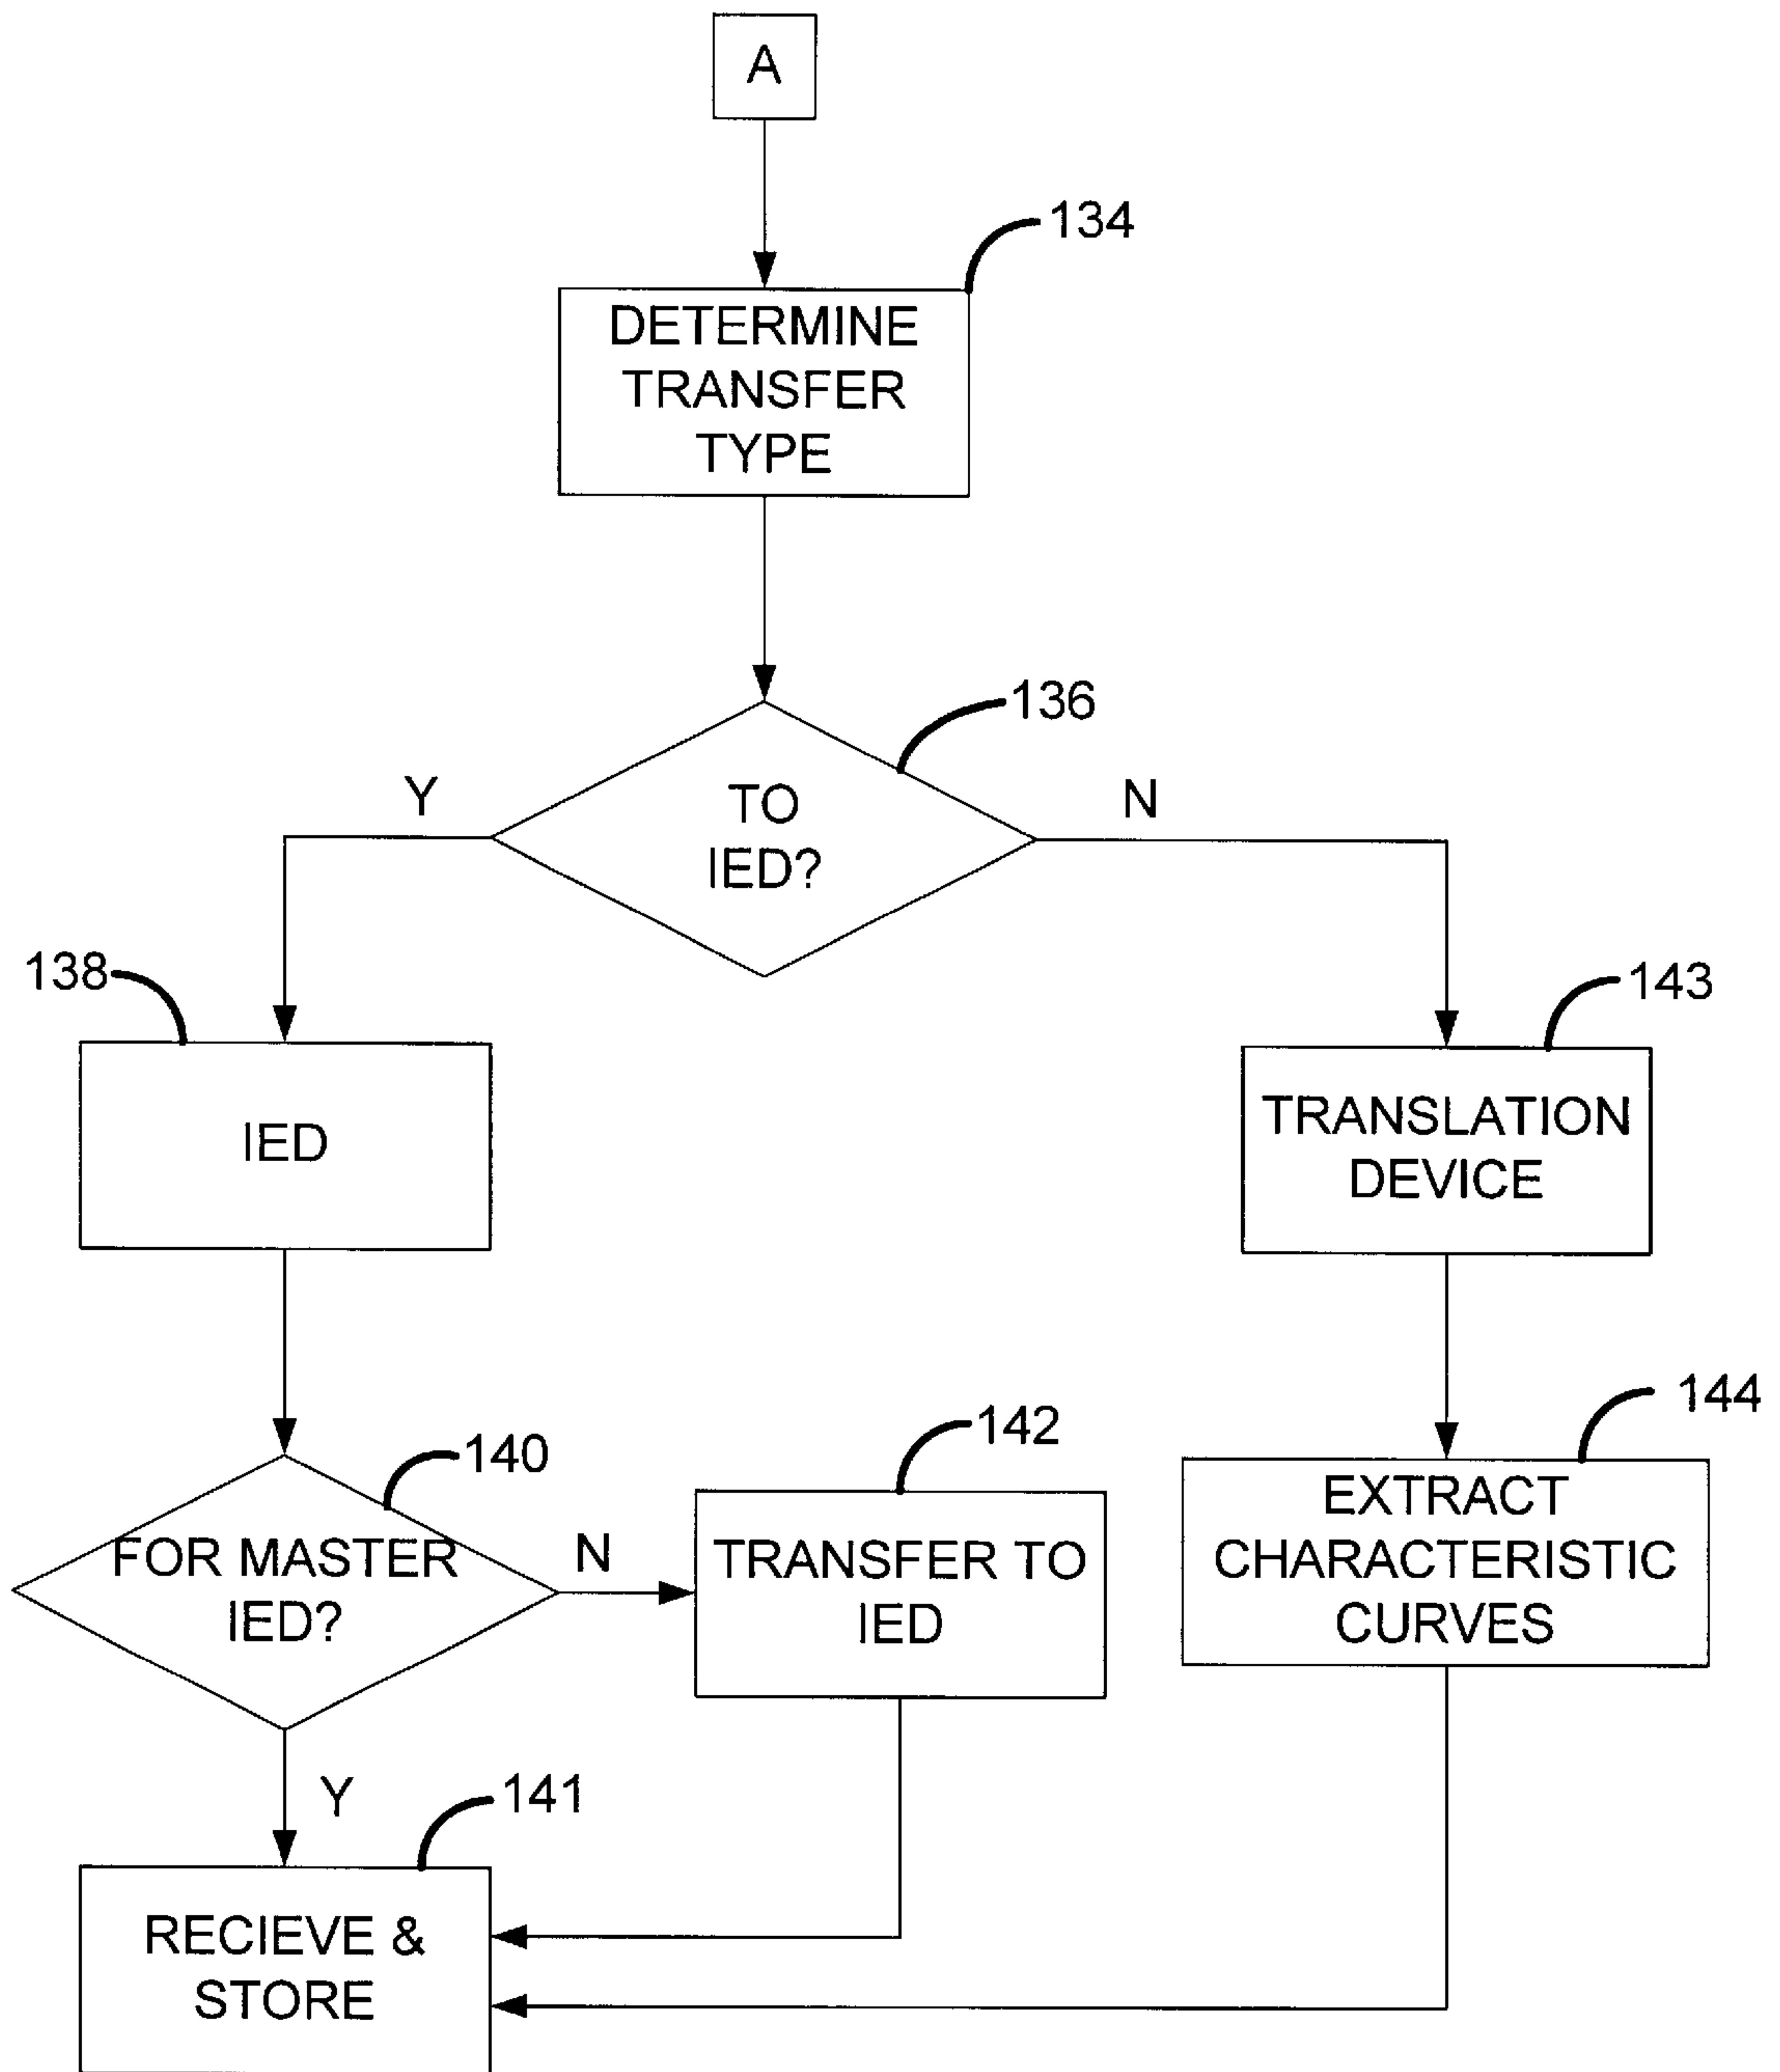 A
134
DETERMINE
TRANSFER
TYPE
136
Y
TO
IED?
N
138
IED
143
TRANSLATION
DEVICE
140
FOR MASTER
IED?
N
142
TRANSFER TO
IED
144
EXTRACT
CHARACTERISTIC
CURVES
Y
141
RECIEVE &
STORE